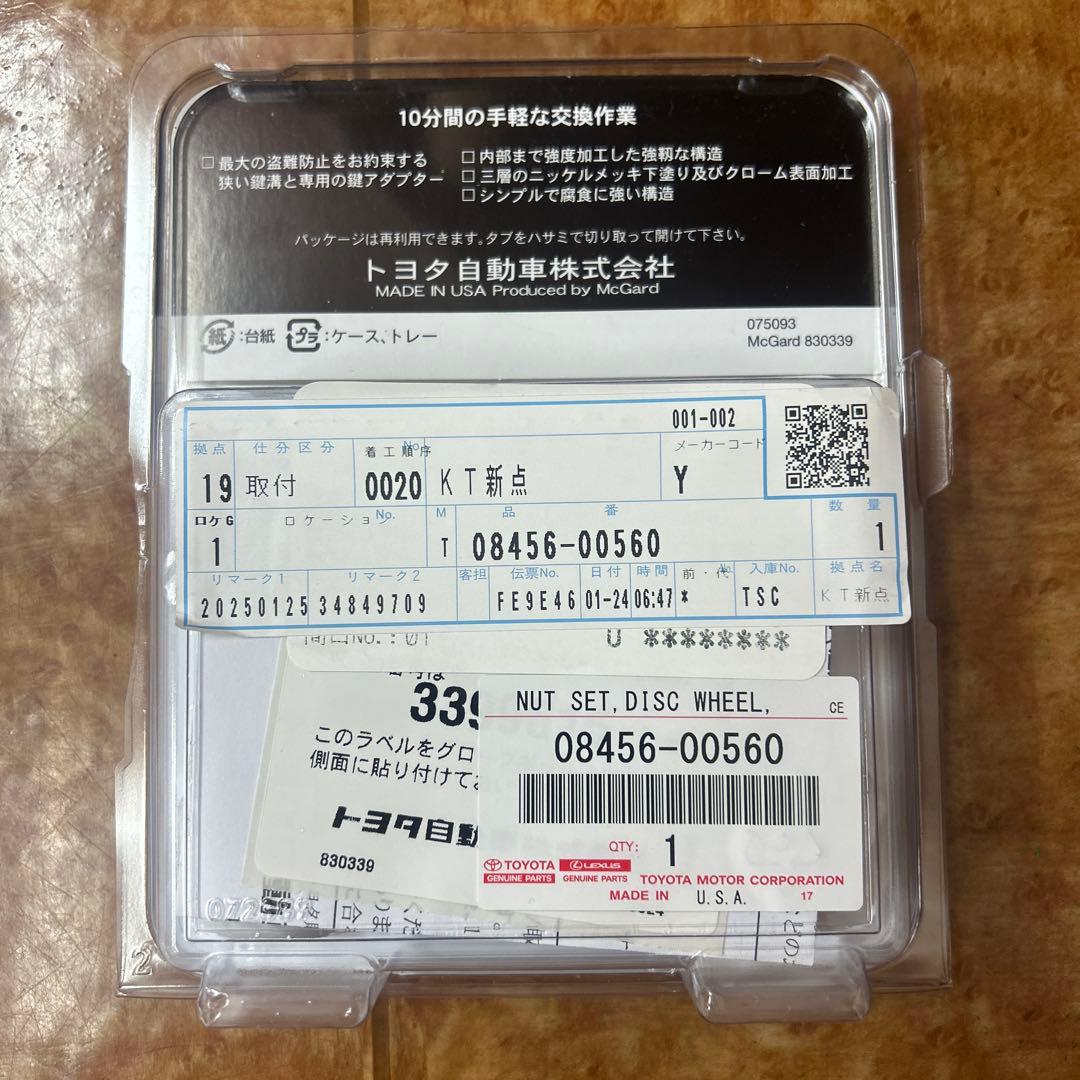 10分間の手軽な交換作業
□最大の盗難防止をお約束する
狭い鍵溝と専用の鍵アダプター
□内部まで強度加工した強靱な構造
□三層のニッケルメッキ下塗り及びクローム表面加工
□シンプルで腐食に強い構造
パッケージは再利用できます。タブをハサミで切り取って開けて下さい。
トヨタ自動車株式会社
MADE IN USA Produced by McGard
紙:台紙 プラ:ケース、トレー
075093
McGard 830339
001-002
拠点 仕分区分 着工順序No. メーカーコード
19 取付 0020 KT新点 Y
ロケG ロケーションNo. M 品番 数量
1 T 08456-00560 1
リマーク1 リマーク2 客担 伝票No. 日付 時間 前・代No. 入庫No. 拠点名
20250125 34849709 FE9E46 01-24 06:47 * TSC KT新点
間口No.:01 U ********
339
このラベルをグロ
側面に貼り付けてお
トヨタ自動
830339
NUT SET,DISC WHEEL, CE
08456-00560
QTY: 1
TOYOTA GENUINE PARTS LEXUS GENUINE PARTS TOYOTA MOTOR CORPORATION
MADE IN U.S.A. 17
2